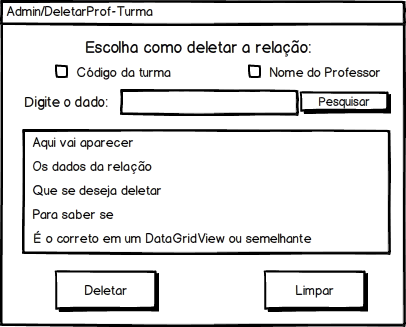 Admin/DeletarProf-Turma
Escolha como deletar a relação:
Código da turma
Nome do Professor
Digite o dado:
Pesquisar
Aqui vai aparecer
Os dados da relação
Que se deseja deletar
Para saber se
É o correto em um DataGridView ou semelhante
Deletar
Limpar